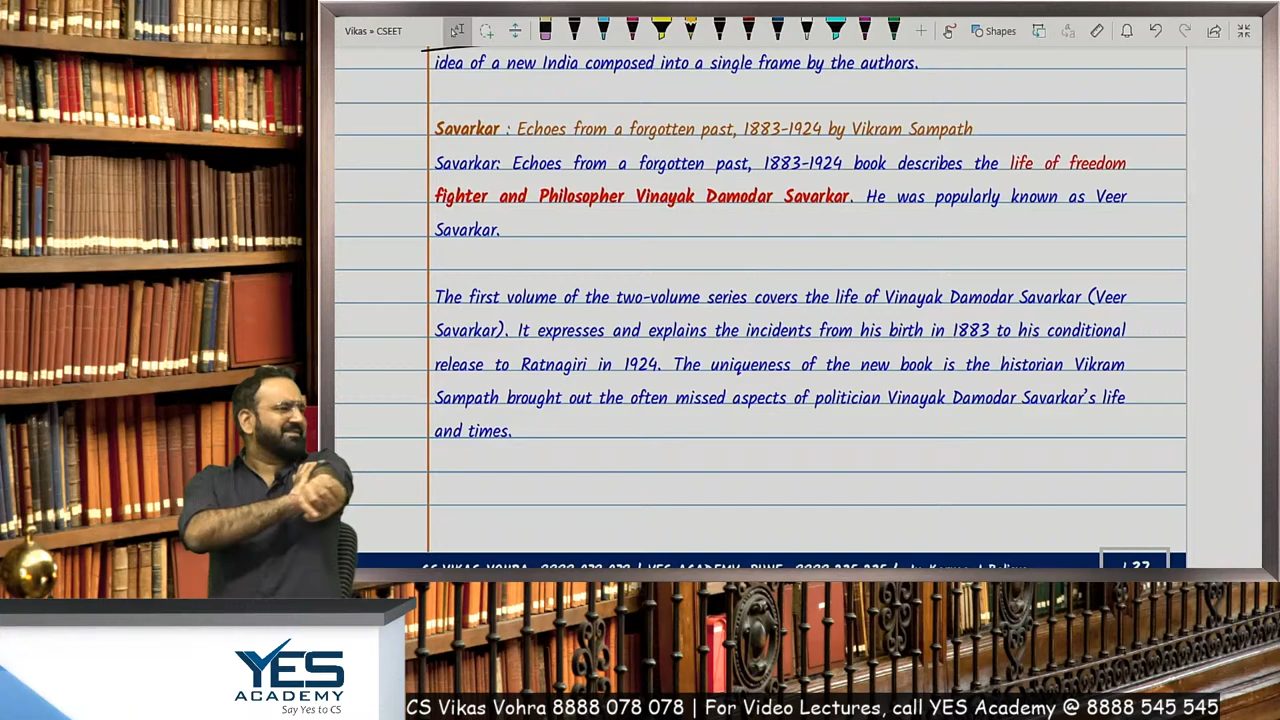 Vikas » CSEET
Shapes
idea of a new India composed into a single frame by the authors.
Savarkar : Echoes from a forgotten past, 1883-1924 by Vikram Sampath
Savarkar: Echoes from a forgotten past, 1883-1924 book describes the life of freedom
fighter and Philosopher Vinayak Damodar Savarkar. He was popularly known as Veer
Savarkar.
The first volume of the two-volume series covers the life of Vinayak Damodar Savarkar (Veer
Savarkar). It expresses and explains the incidents from his birth in 1883 to his conditional
release to Ratnagiri in 1924. The uniqueness of the new book is the historian Vikram
Sampath brought out the often missed aspects of politician Vinayak Damodar Savarkar's life
and times.
YES
ACADEMY
Say Yes to CS
CS Vikas Vohra 8888 078 078 | For Video Lectures, call YES Academy @ 8888 545 545